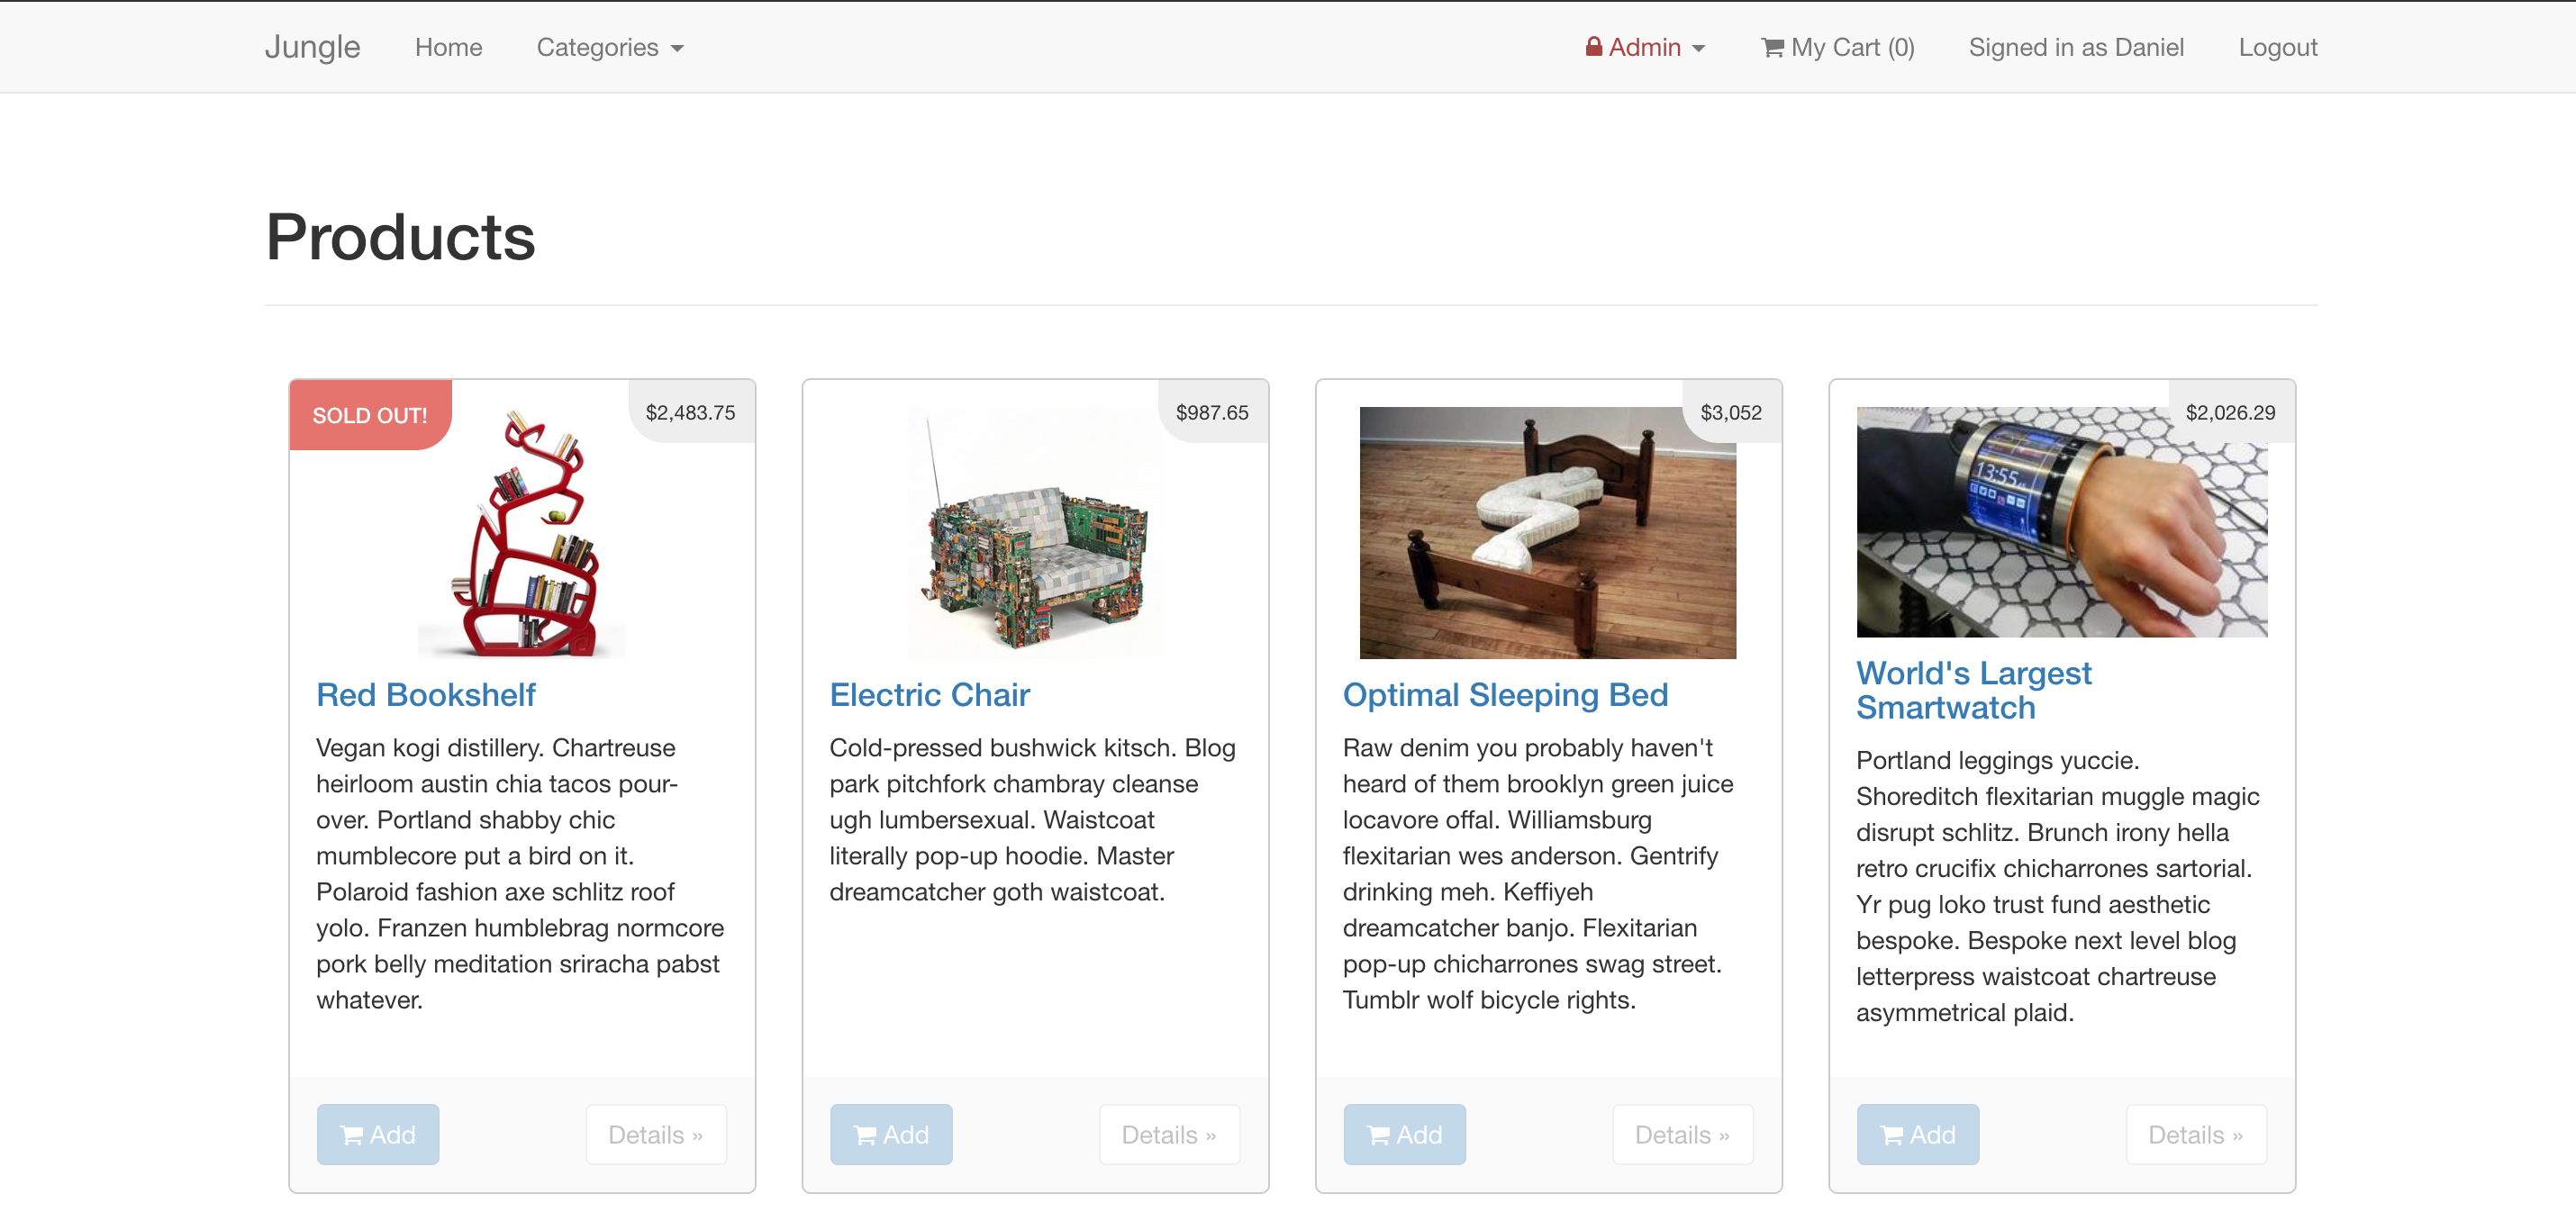 Jungle Home Categories Admin My Cart (0) Signed in as Daniel Logout
Products
SOLD OUT!
$2,483.75
Red Bookshelf
Vegan kogi distillery. Chartreuse
heirloom austin chia tacos pour-
over. Portland shabby chic
mumblecore put a bird on it.
Polaroid fashion axe schlitz roof
yolo. Franzen humblebrag normcore
pork belly meditation sriracha pabst
whatever.
Add
Details »
$987.65
Electric Chair
Cold-pressed bushwick kitsch. Blog
park pitchfork chambray cleanse
ugh lumbersexual. Waistcoat
literally pop-up hoodie. Master
dreamcatcher goth waistcoat.
Add
Details »
$3,052
Optimal Sleeping Bed
Raw denim you probably haven't
heard of them brooklyn green juice
locavore offal. Williamsburg
flexitarian wes anderson. Gentrify
drinking meh. Keffiyeh
dreamcatcher banjo. Flexitarian
pop-up chicharrones swag street.
Tumblr wolf bicycle rights.
Add
Details »
$2,026.29
13:55
World's Largest
Smartwatch
Portland leggings yuccie.
Shoreditch flexitarian muggle magic
disrupt schlitz. Brunch irony hella
retro crucifix chicharrones sartorial.
Yr pug loko trust fund aesthetic
bespoke. Bespoke next level blog
letterpress waistcoat chartreuse
asymmetrical plaid.
Add
Details »